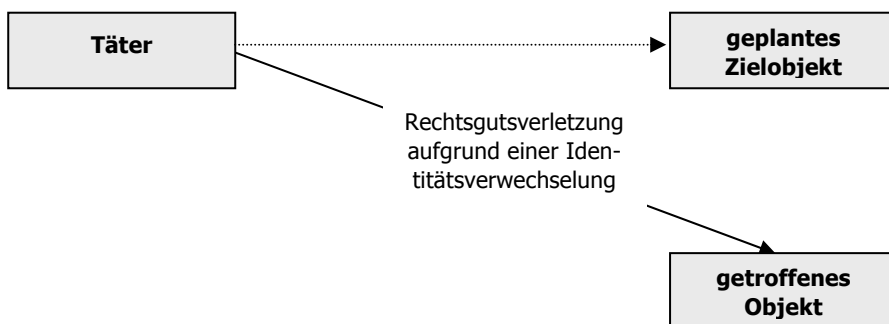 Täter
geplantes
Zielobjekt
Rechtsgutsverletzung
aufgrund einer Iden-
titätsverwechselung
getroffenes
Objekt